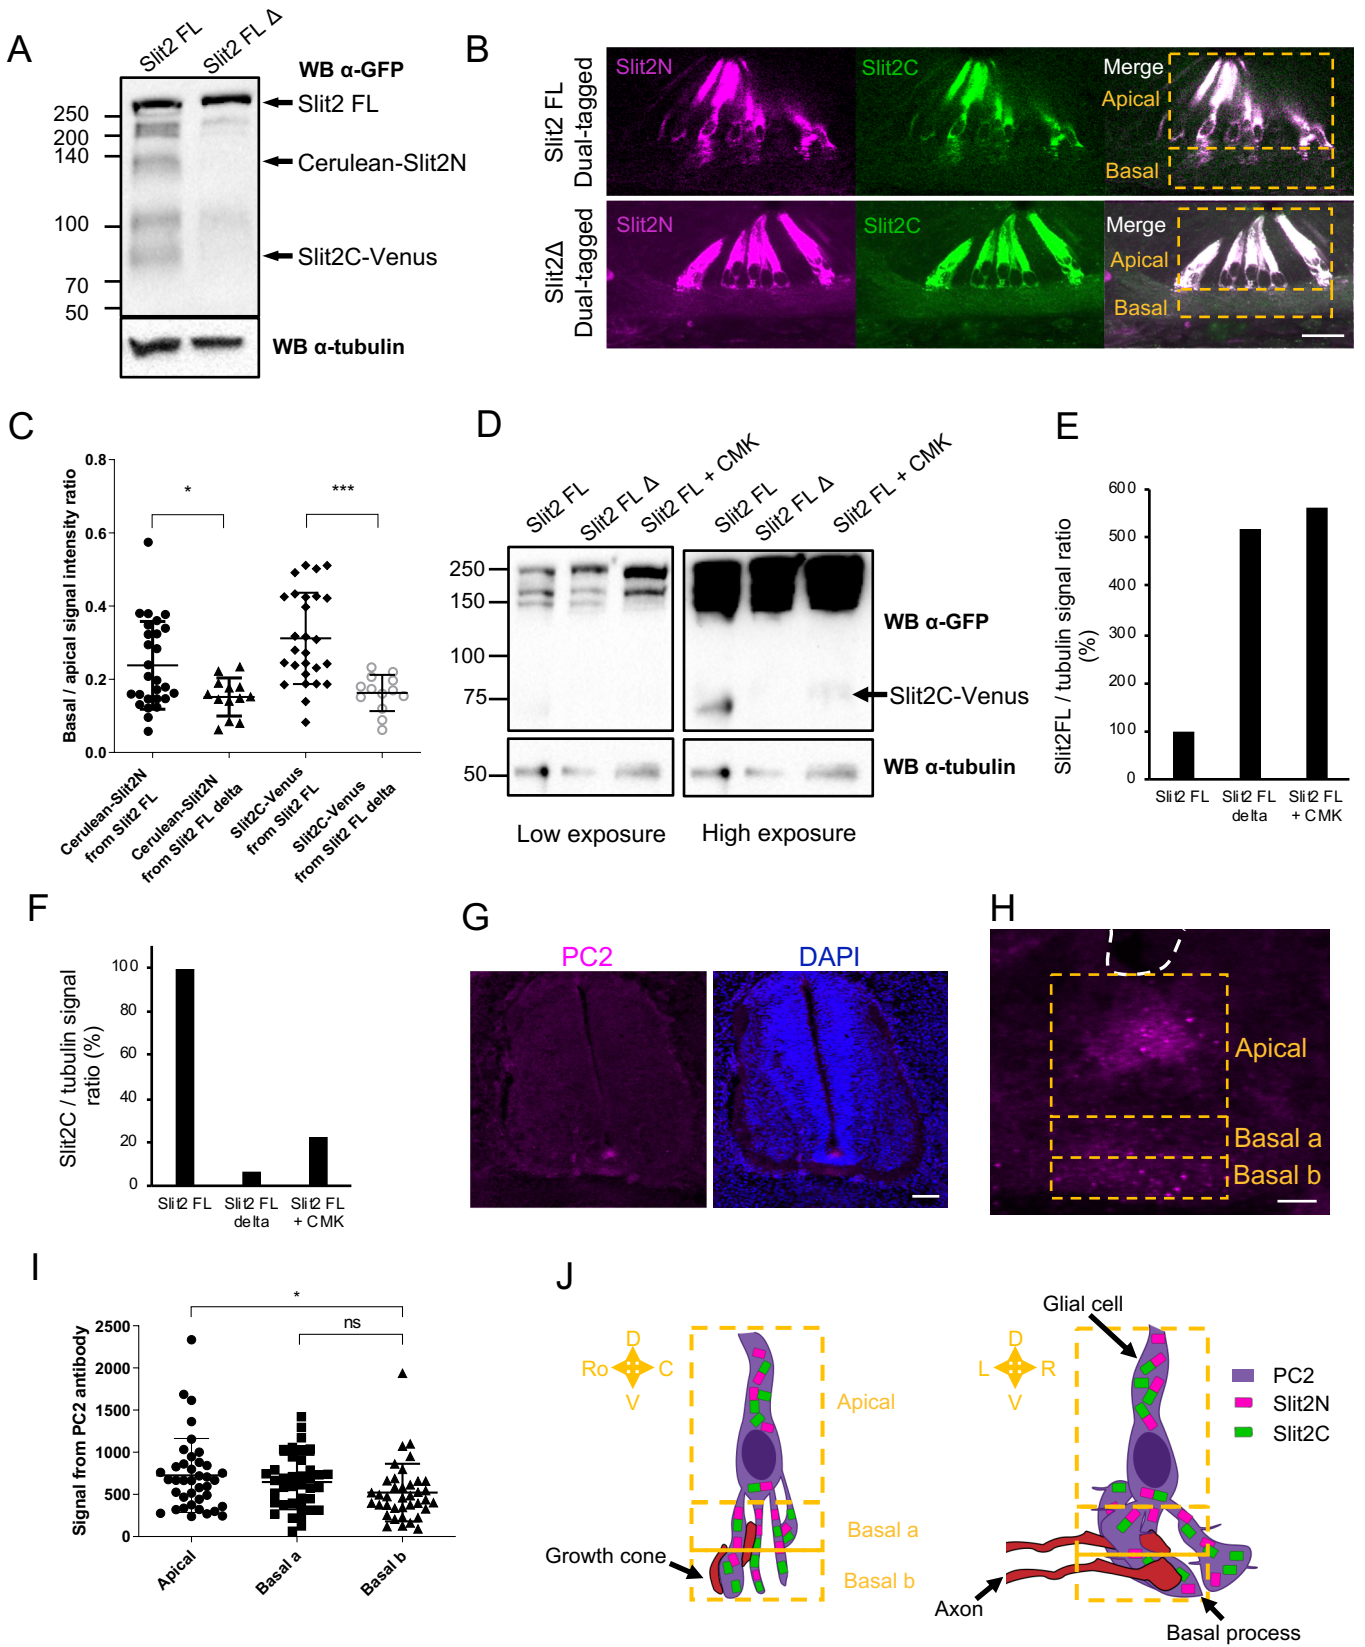 A
Slit2 FL
Slit2 FL Δ
WB α-GFP
250
200
140
100
70
50
Slit2 FL
Cerulean-Slit2N
Slit2C-Venus
WB α-tubulin
B
Slit2 FL
Dual-tagged
Slit2N
Slit2C
Merge
Apical
Basal
Slit2Δ
Dual-tagged
Slit2N
Slit2C
Merge
Apical
Basal
C
Basal / apical signal intensity ratio
0.8
0.6
0.4
0.2
0.0
*
***
Cerulean-Slit2N
from Slit2 FL
Cerulean-Slit2N
from Slit2 FL delta
Slit2C-Venus
from Slit2 FL
Slit2C-Venus
from Slit2 FL delta
D
Slit2 FL
Slit2 FL Δ
Slit2 FL + CMK
Slit2 FL
Slit2 FL Δ
Slit2 FL + CMK
250
150
100
75
50
WB α-GFP
Slit2C-Venus
WB α-tubulin
Low exposure
High exposure
E
Slit2FL / tubulin signal ratio
(%)
600
500
400
300
200
100
0
Slit2 FL
Slit2 FL
delta
Slit2 FL
+ CMK
F
Slit2C / tubulin signal
ratio (%)
100
80
60
40
20
0
Slit2 FL
Slit2 FL
delta
Slit2 FL
+ CMK
G
PC2
DAPI
H
Apical
Basal a
Basal b
I
Signal from PC2 antibody
2500
2000
1500
1000
500
0
*
ns
Apical
Basal a
Basal b
J
D
Ro
C
V
Apical
Basal a
Basal b
Growth cone
Glial cell
D
L
R
V
PC2
Slit2N
Slit2C
Axon
Basal process